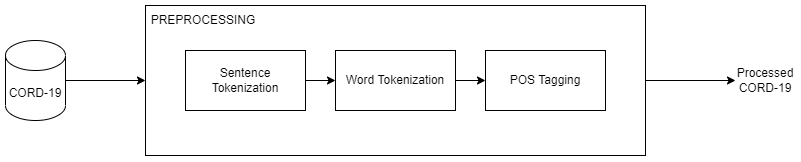 PREPROCESSING
CORD-19
Sentence
Tokenization
Word Tokenization
POS Tagging
Processed
CORD-19